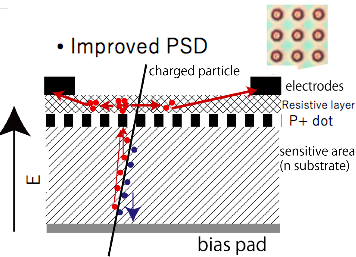 • Improved PSD
charged particle
electrodes
Resistive layer
P+ dot
sensitive area
(n substrate)
E
bias pad